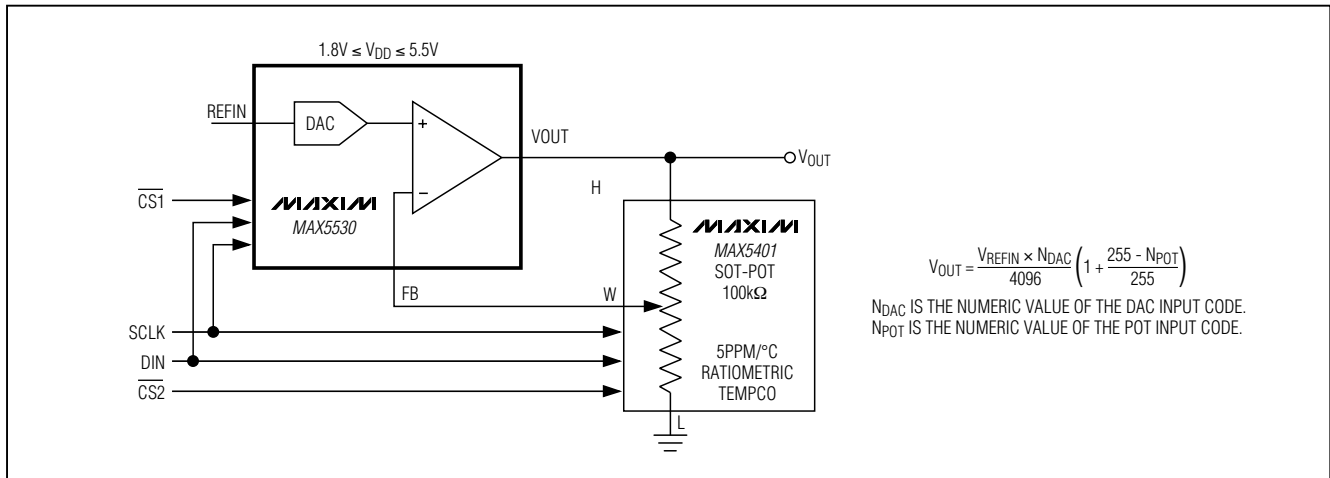 1.8V ≤ VDD ≤ 5.5V
REFIN
DAC
+
−
VOUT
VOUT
CS1
MAXIM
MAX5530
H
MAXIM
MAX5401
SOT-POT
100kΩ
FB
W
SCLK
DIN
CS2
5PPM/°C
RATIOMETRIC
TEMPCO
L
VOUT = VREFIN × NDAC / 4096 (1 + 255 - NPOT / 255)
NDAC IS THE NUMERIC VALUE OF THE DAC INPUT CODE.
NPOT IS THE NUMERIC VALUE OF THE POT INPUT CODE.